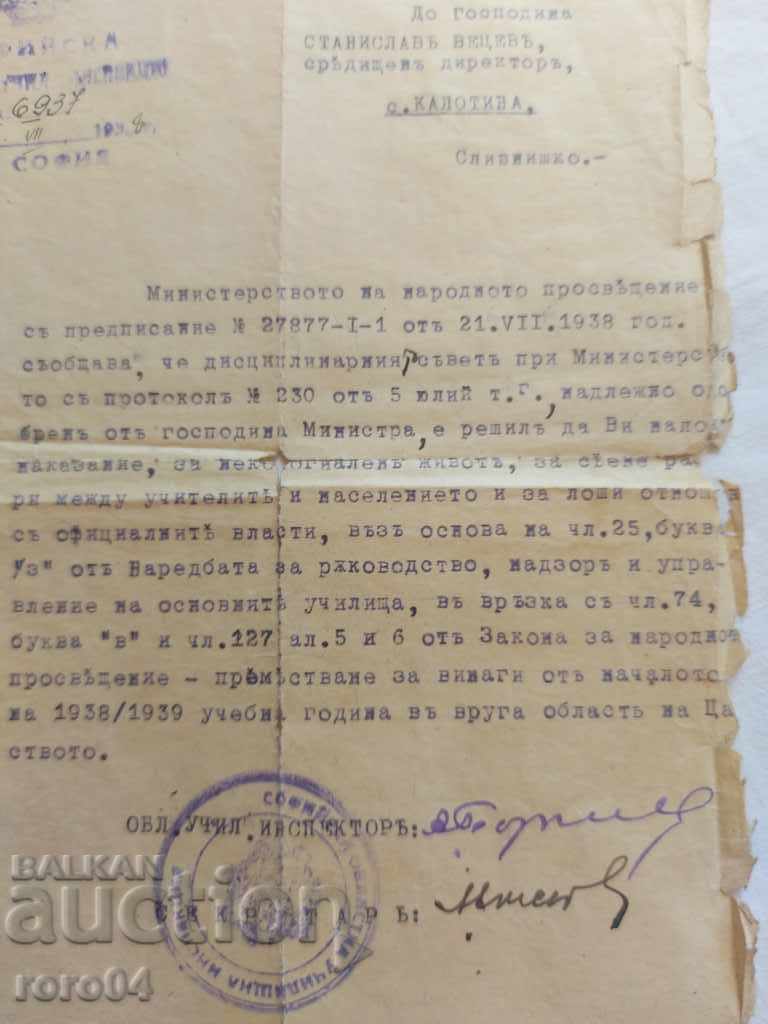 До господина
СТАНИСЛАВЪ ВЕЦЕВЪ,
срѣдищенъ директоръ,
с.КАЛОТИНА,
Сливнишко.-
6937
VII 1938
СОФИЯ
Министерството на народното просвѣщение
съ предписание № 27877-I-1 отъ 21.VII.1938 год.
съобщава, че дисциплинарния съветъ при Министерс
то съ протоколъ № 230 отъ 5 юлий т.г., надлежно одо
бренъ отъ господина Министра, е решилъ да Ви нало
наказание, за некологиаленъ животъ, за сѣене ра
ри между учителитѣ и населението и за лоши отношен
съ официалнитѣ власти, възъ основа на чл.25, букв
"з" отъ Наредбата за рѫководство, надзоръ и упра-
вление на основнитѣ училища, въ връзка съ чл.74,
буква "в" и чл.127 ал.5 и 6 отъ Закона за народно
просвѣщение - премѣстване за винаги отъ началото
на 1938/1939 учебна година въ вруга область на Ца
ството.
ОБЛ.УЧИЛ.ИНСПЕКТОРЪ:
СЕКРЕТАРЬ:
BALKAN
auction
roro04